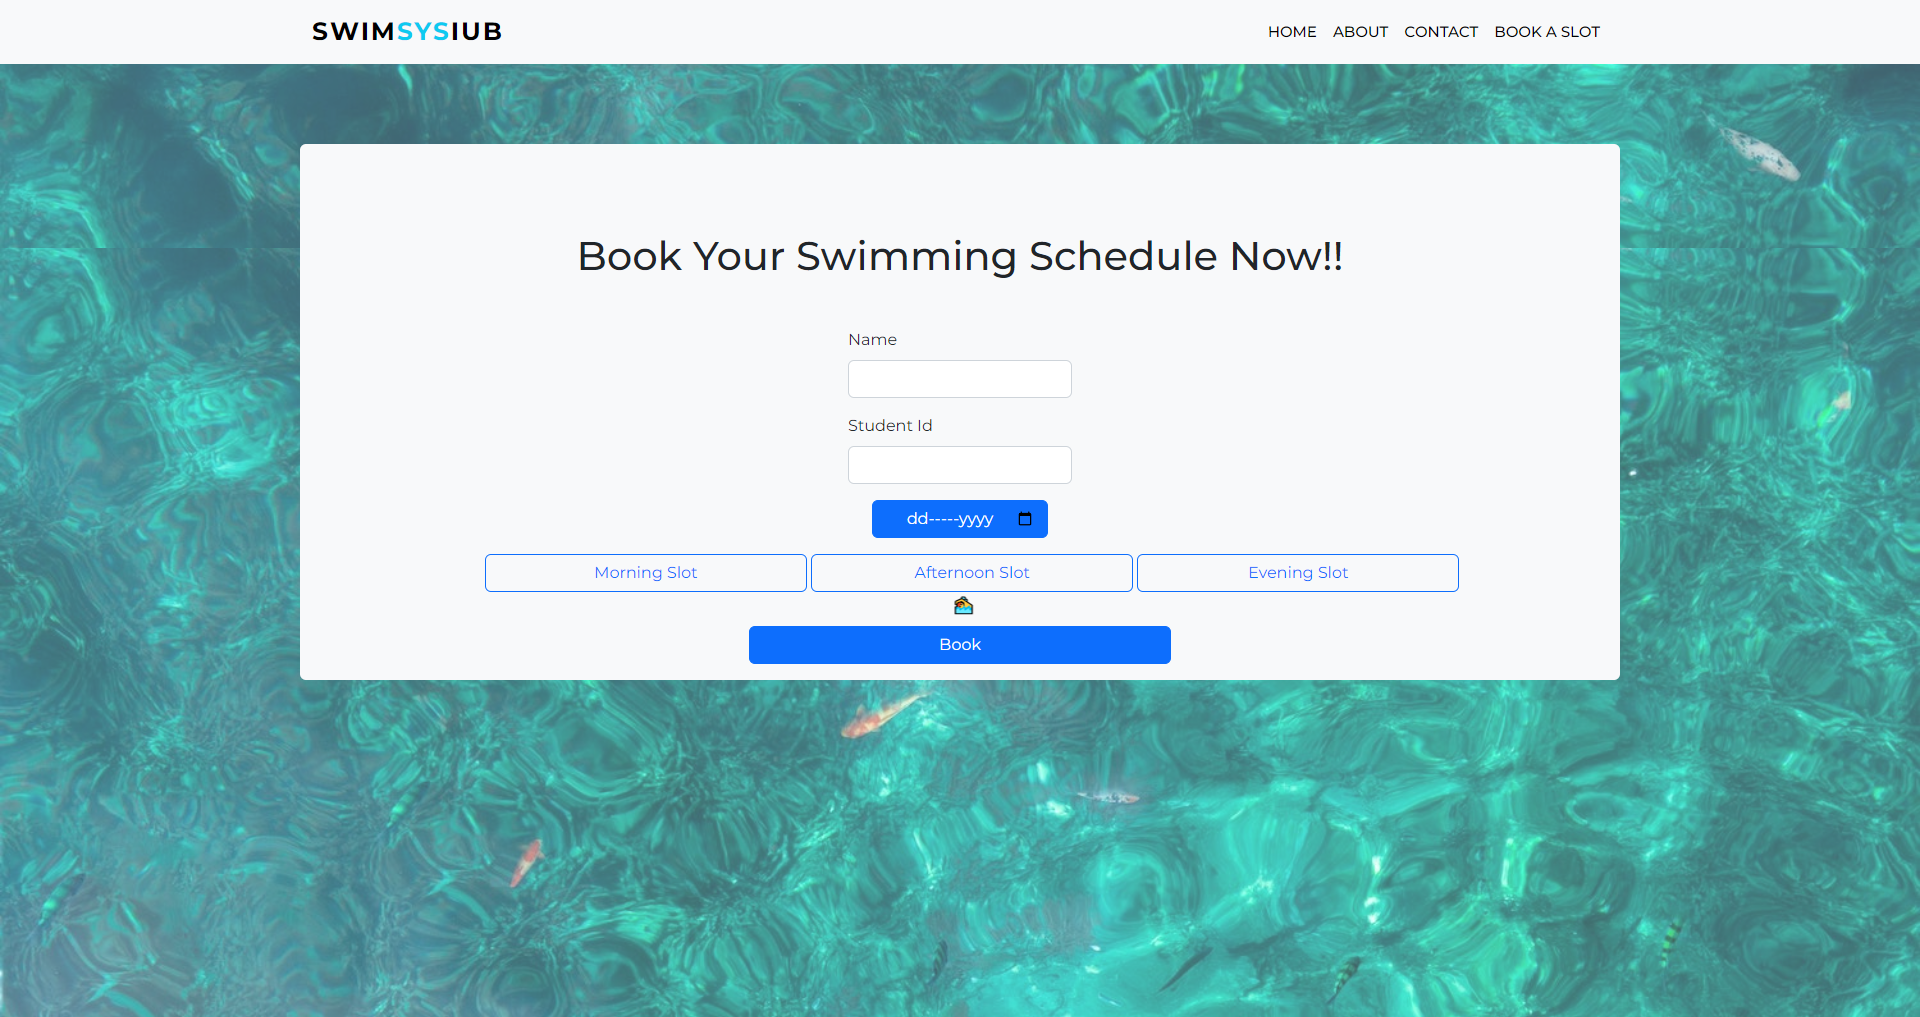 SWIMSYSIUB
HOME ABOUT CONTACT BOOK A SLOT
Book Your Swimming Schedule Now!!
Name
Student Id
dd-----yyyy
Morning Slot Afternoon Slot Evening Slot
Book